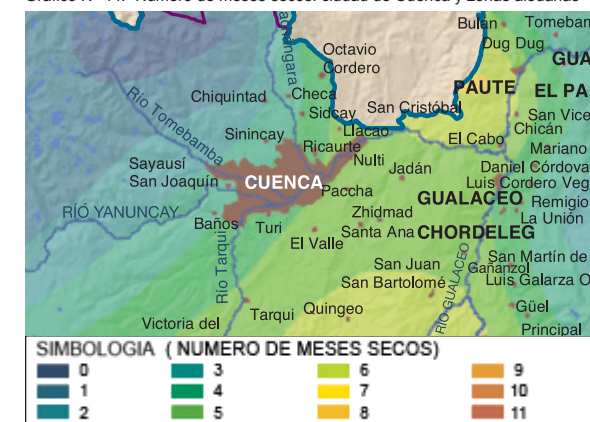 Bulán
Tomeban
Dug Dug
Octavio
Cordero
GUA
PAUTE
EL PA
Checa
Chiquintad
San Cristóbal
Sidcay
San Vice
Chicán
Llacao
Río Tomebamba
Sinincay
Ricaurte
El Cabo
Mariano
Nulti
Sayausí
Jadán
Daniel Córdova
San Joaquín
CUENCA
Luis Cordero Veg
Paccha
GUALACEO
Remigio
RÍÓ YANUNCAY
Zhidmad
La Unión
Baños
Turi
Santa Ana
CHORDELEG
El Valle
San Juan
San Martín de
Gañanzol
Río Tarqui
San Bartolomé
Luis Galarza O
RIO GUALACEO
Tarqui
Quingeo
Güel
Victoria del
Principal
SIMBOLOGIA ( NUMERO DE MESES SECOS)
0 3 6 9
1 4 7 10
2 5 8 11